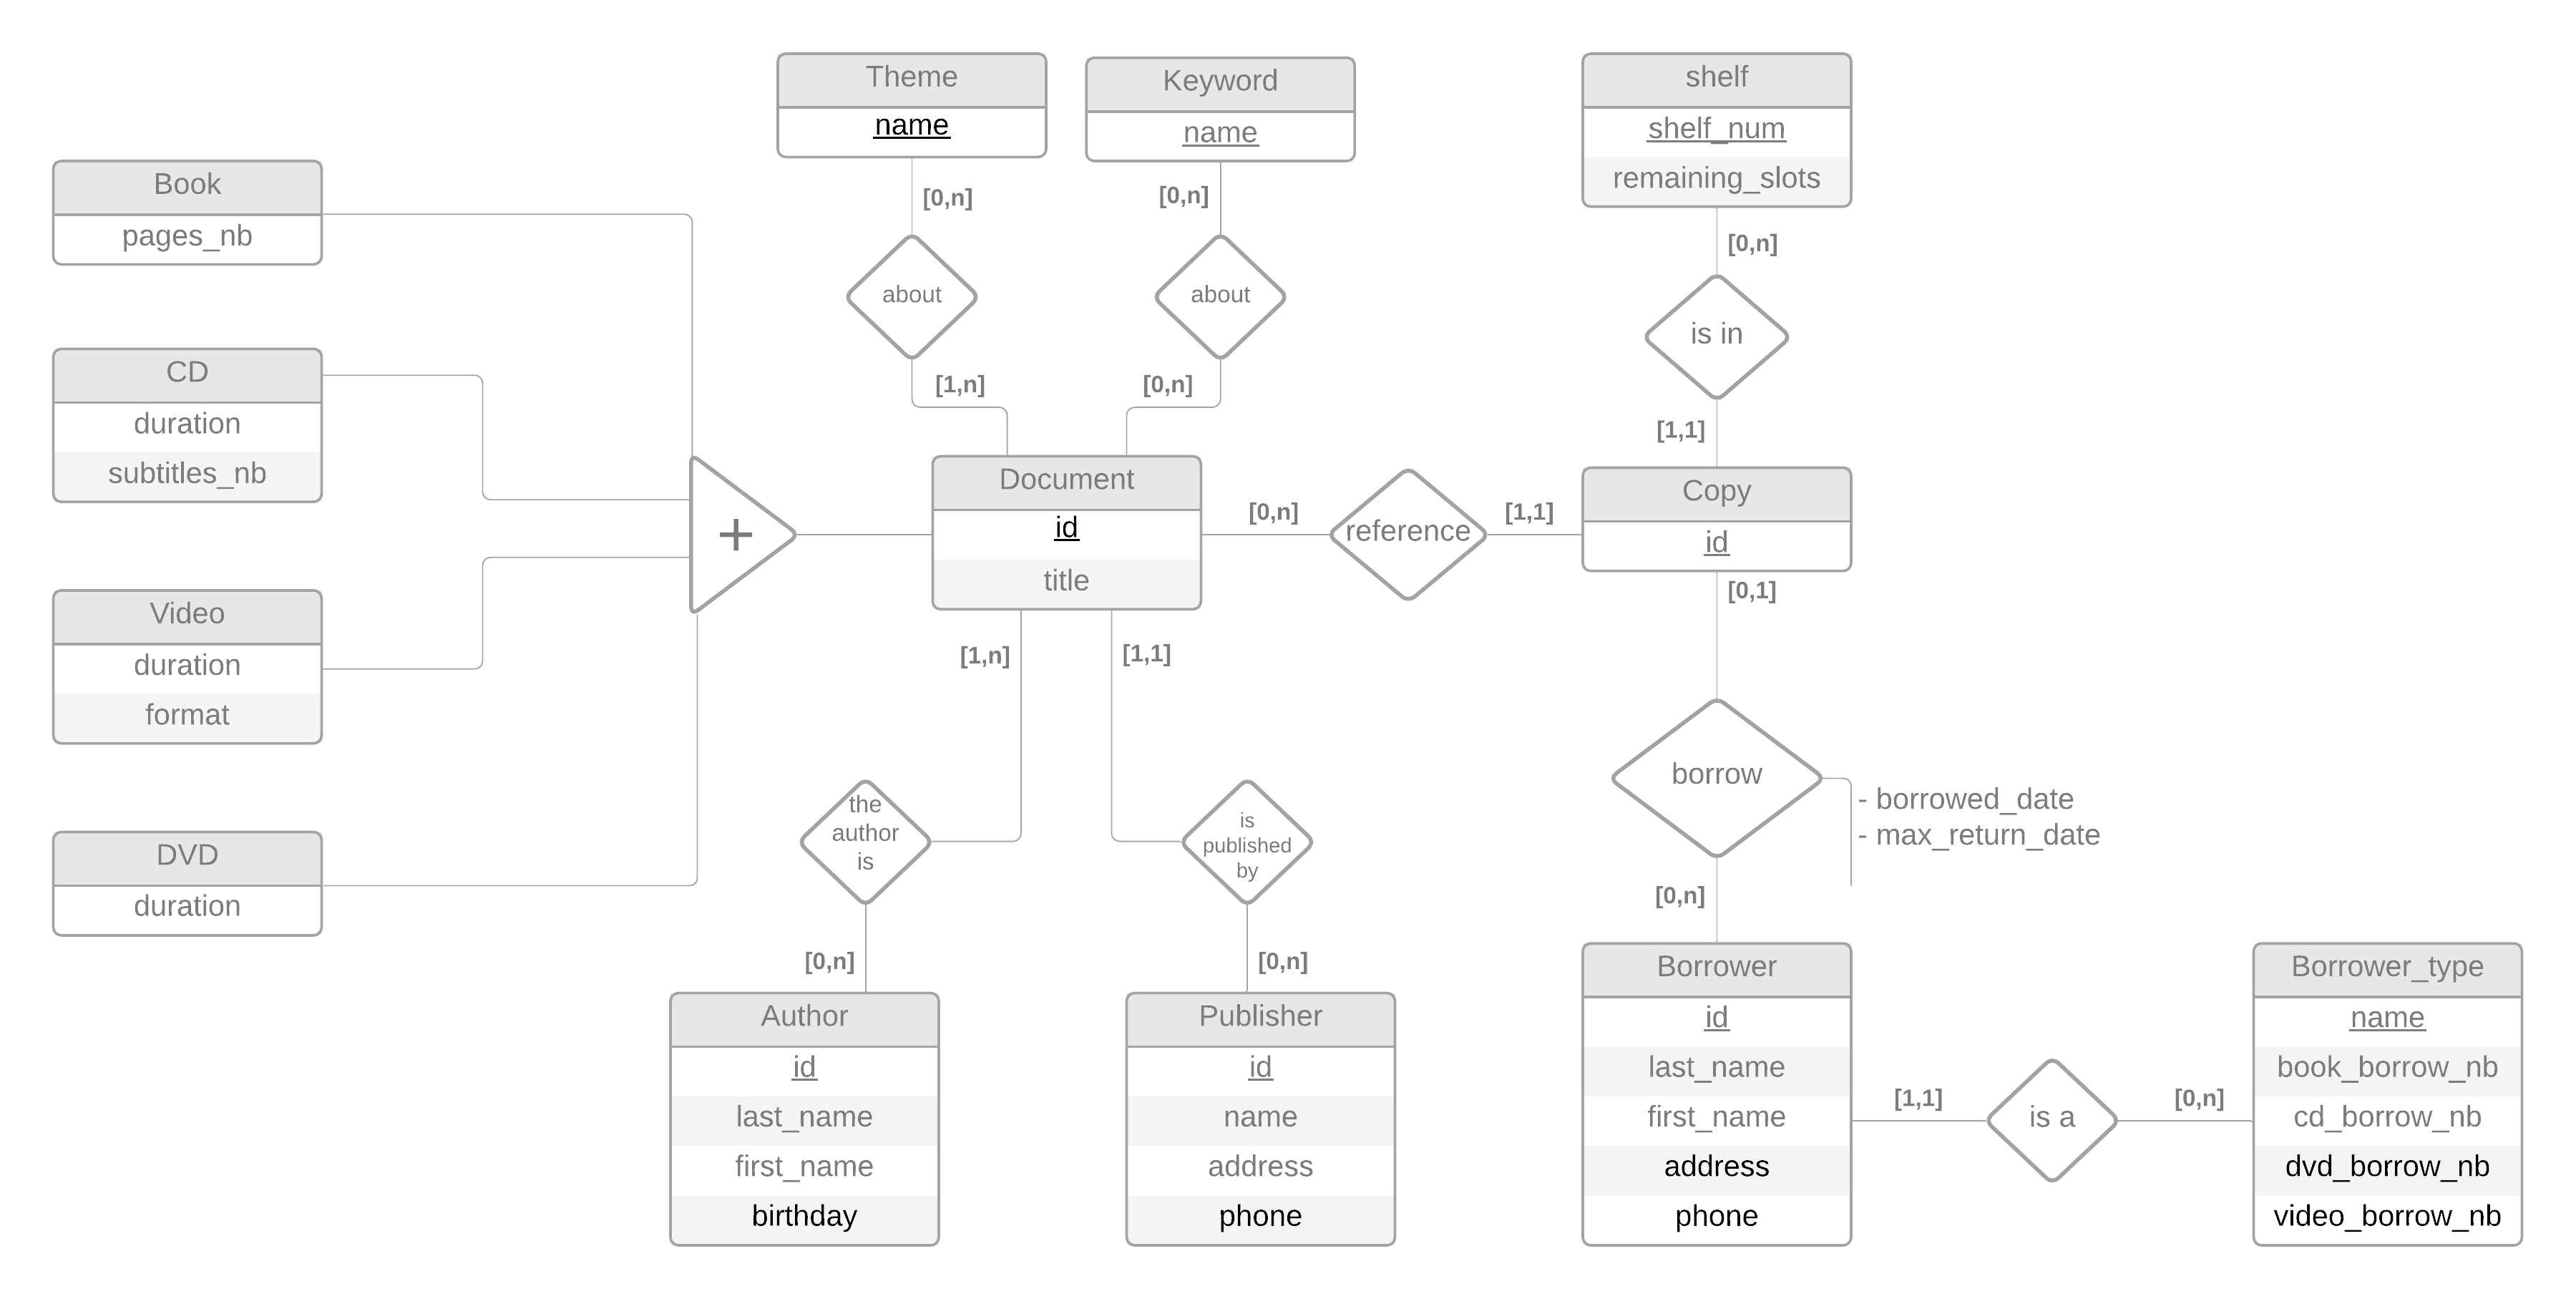 Theme
name
Keyword
name
shelf
shelf_num
remaining_slots
Book
pages_nb
[0,n]
[0,n]
[0,n]
about
about
is in
CD
duration
subtitles_nb
[1,n]
[0,n]
[1,1]
+
Document
id
title
[0,n]
reference
[1,1]
Copy
id
[0,1]
Video
duration
format
[1,n]
[1,1]
borrow
- borrowed_date
- max_return_date
the
author
is
is
published
by
DVD
duration
[0,n]
[0,n]
[0,n]
Author
id
last_name
first_name
birthday
Publisher
id
name
address
phone
Borrower
id
last_name
first_name
address
phone
[1,1]
is a
[0,n]
Borrower_type
name
book_borrow_nb
cd_borrow_nb
dvd_borrow_nb
video_borrow_nb